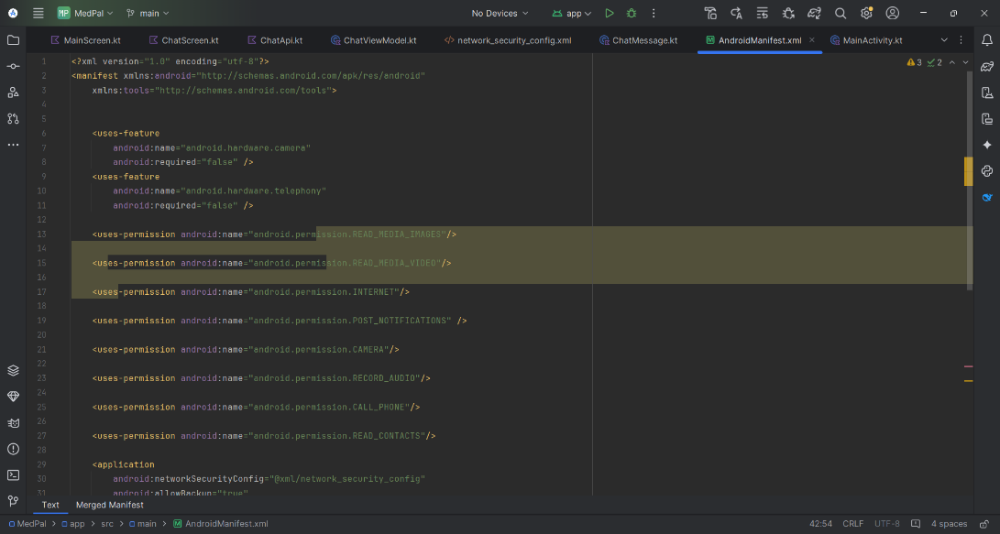 MP MedPal main No Devices app
MainScreen.kt ChatScreen.kt ChatApi.kt ChatViewModel.kt network_security_config.xml ChatMessage.kt AndroidManifest.xml MainActivity.kt
3 2
1 <?xml version="1.0" encoding="utf-8"?>
2 <manifest xmlns:android="http://schemas.android.com/apk/res/android"
3 xmlns:tools="http://schemas.android.com/tools">
4
5
6 <uses-feature
7 android:name="android.hardware.camera"
8 android:required="false" />
9 <uses-feature
10 android:name="android.hardware.telephony"
11 android:required="false" />
12
13 <uses-permission android:name="android.permission.READ_MEDIA_IMAGES"/>
14
15 <uses-permission android:name="android.permission.READ_MEDIA_VIDEO"/>
16
17 <uses-permission android:name="android.permission.INTERNET"/>
18
19 <uses-permission android:name="android.permission.POST_NOTIFICATIONS" />
20
21 <uses-permission android:name="android.permission.CAMERA"/>
22
23 <uses-permission android:name="android.permission.RECORD_AUDIO"/>
24
25 <uses-permission android:name="android.permission.CALL_PHONE"/>
26
27 <uses-permission android:name="android.permission.READ_CONTACTS"/>
28
29 <application
30 android:networkSecurityConfig="@xml/network_security_config"
31 android:allowBackup="true"
Text Merged Manifest
MedPal > app > src > main > AndroidManifest.xml 42:54 CRLF UTF-8 4 spaces